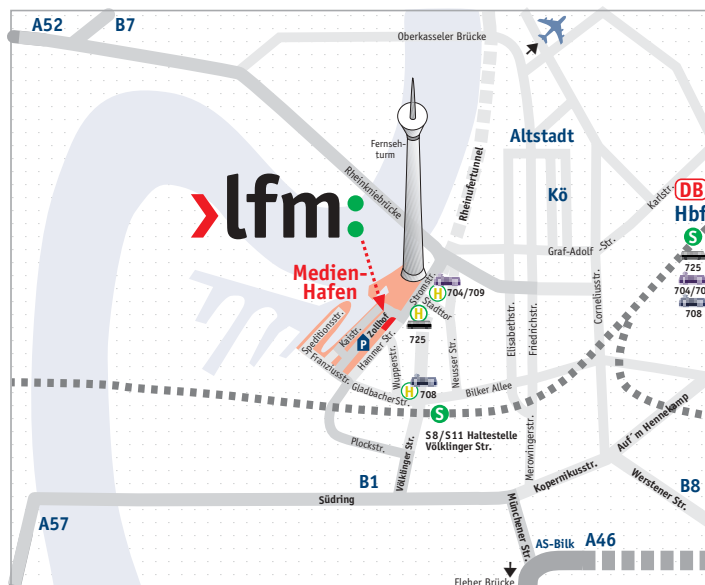 A52
B7
Oberkasseler Brücke
Fernseh-
turm
Altstadt
Kö
Rheinufertunnel
Rheinkniebrücke
Karlstr.
DB
Hbf
S
725
704/70
708
lfm:
Graf-Adolf-Str.
Medien-
Hafen
Stromstr.
H
704/709
Stadttor
H
725
Corneliusstr.
Speditionsstr.
Kaistr.
Zollhof
P
Hammer Str.
Franziusstr.
Wupperstr.
Neusser Str.
Elisabethstr.
Friedrichstr.
Gladbacher Str.
H
708
Bilker Allee
S
S8/S11 Haltestelle
Völklinger Str.
Plockstr.
Völklinger Str.
Merowingerstr.
Auf´m Hennekamp
Kopernikusstr.
Werstener Str.
B8
B1
Südring
A57
Münchener Str.
AS-Bilk
A46
Fleher Brücke